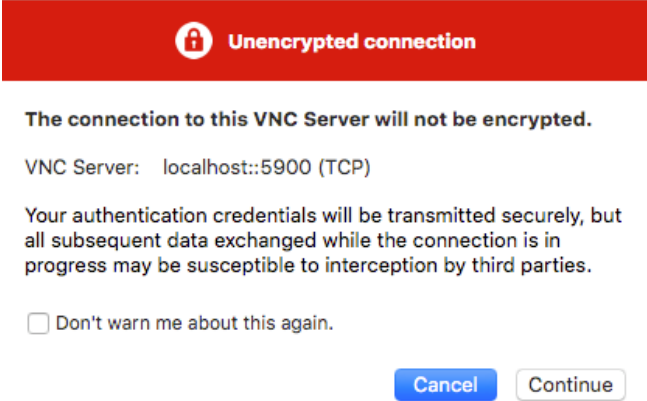 Unencrypted connection
The connection to this VNC Server will not be encrypted.
VNC Server: localhost::5900 (TCP)
Your authentication credentials will be transmitted securely, but
all subsequent data exchanged while the connection is in
progress may be susceptible to interception by third parties.
Don't warn me about this again.
Cancel Continue